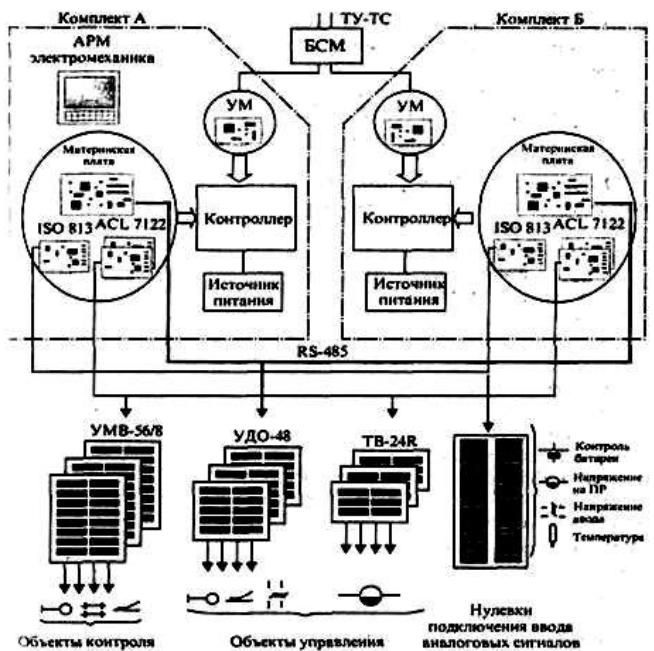 Комплект А
ТУ-ТС
Комплект Б
АРМ
электромеханика
БСМ
УМ
УМ
Материнская
плата
ISO 813
ACL 7122
Контроллер
Контроллер
Материнская
плата
ISO 813
ACL 7122
Источник
питания
Источник
питания
RS-485
УМВ-56/8
УДО-48
ТВ-24R
Контроль
батареи
Напряжение
на ПР
Напряжение
ввода
Температура
Объекты контроля
Объекты управления
Нулевки
подключения ввода
аналоговых сигналов